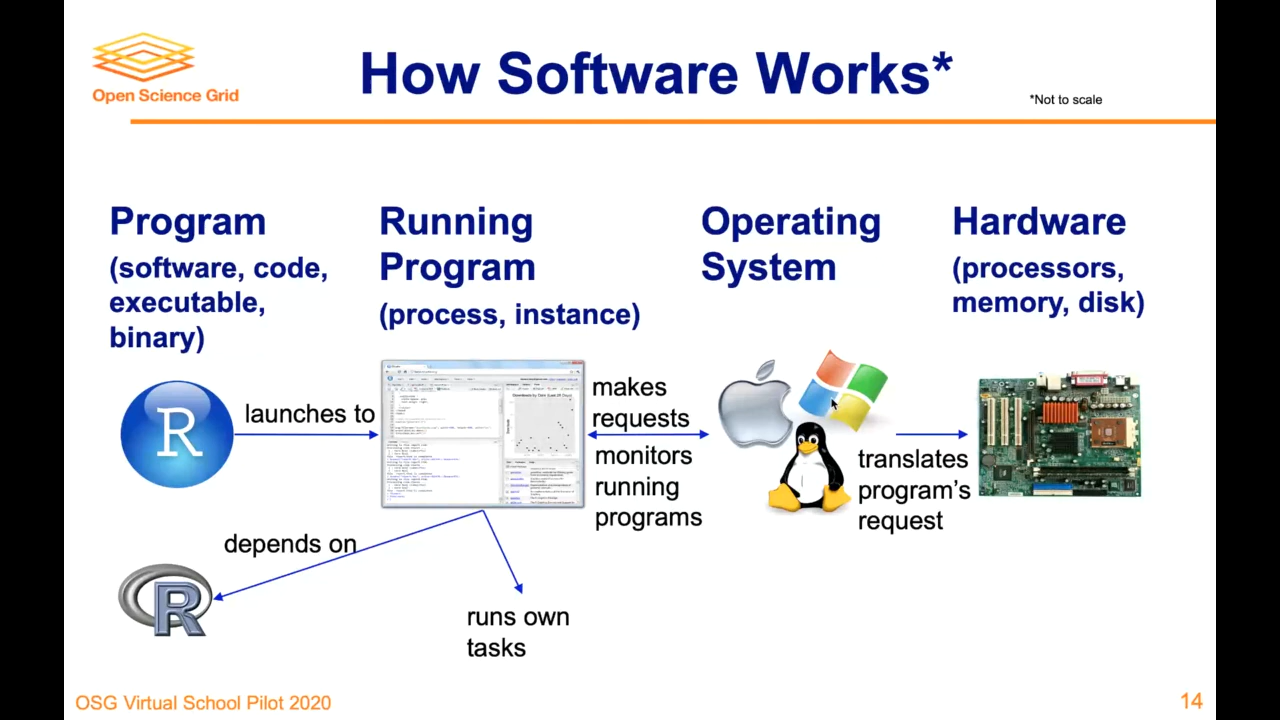 Open Science Grid
How Software Works*
*Not to scale
Program
(software, code,
executable,
binary)
Running
Program
(process, instance)
Operating
System
Hardware
(processors,
memory, disk)
R
launches to
makes
requests
monitors
running
programs
translates
program's
request
depends on
R
runs own
tasks
OSG Virtual School Pilot 2020
14